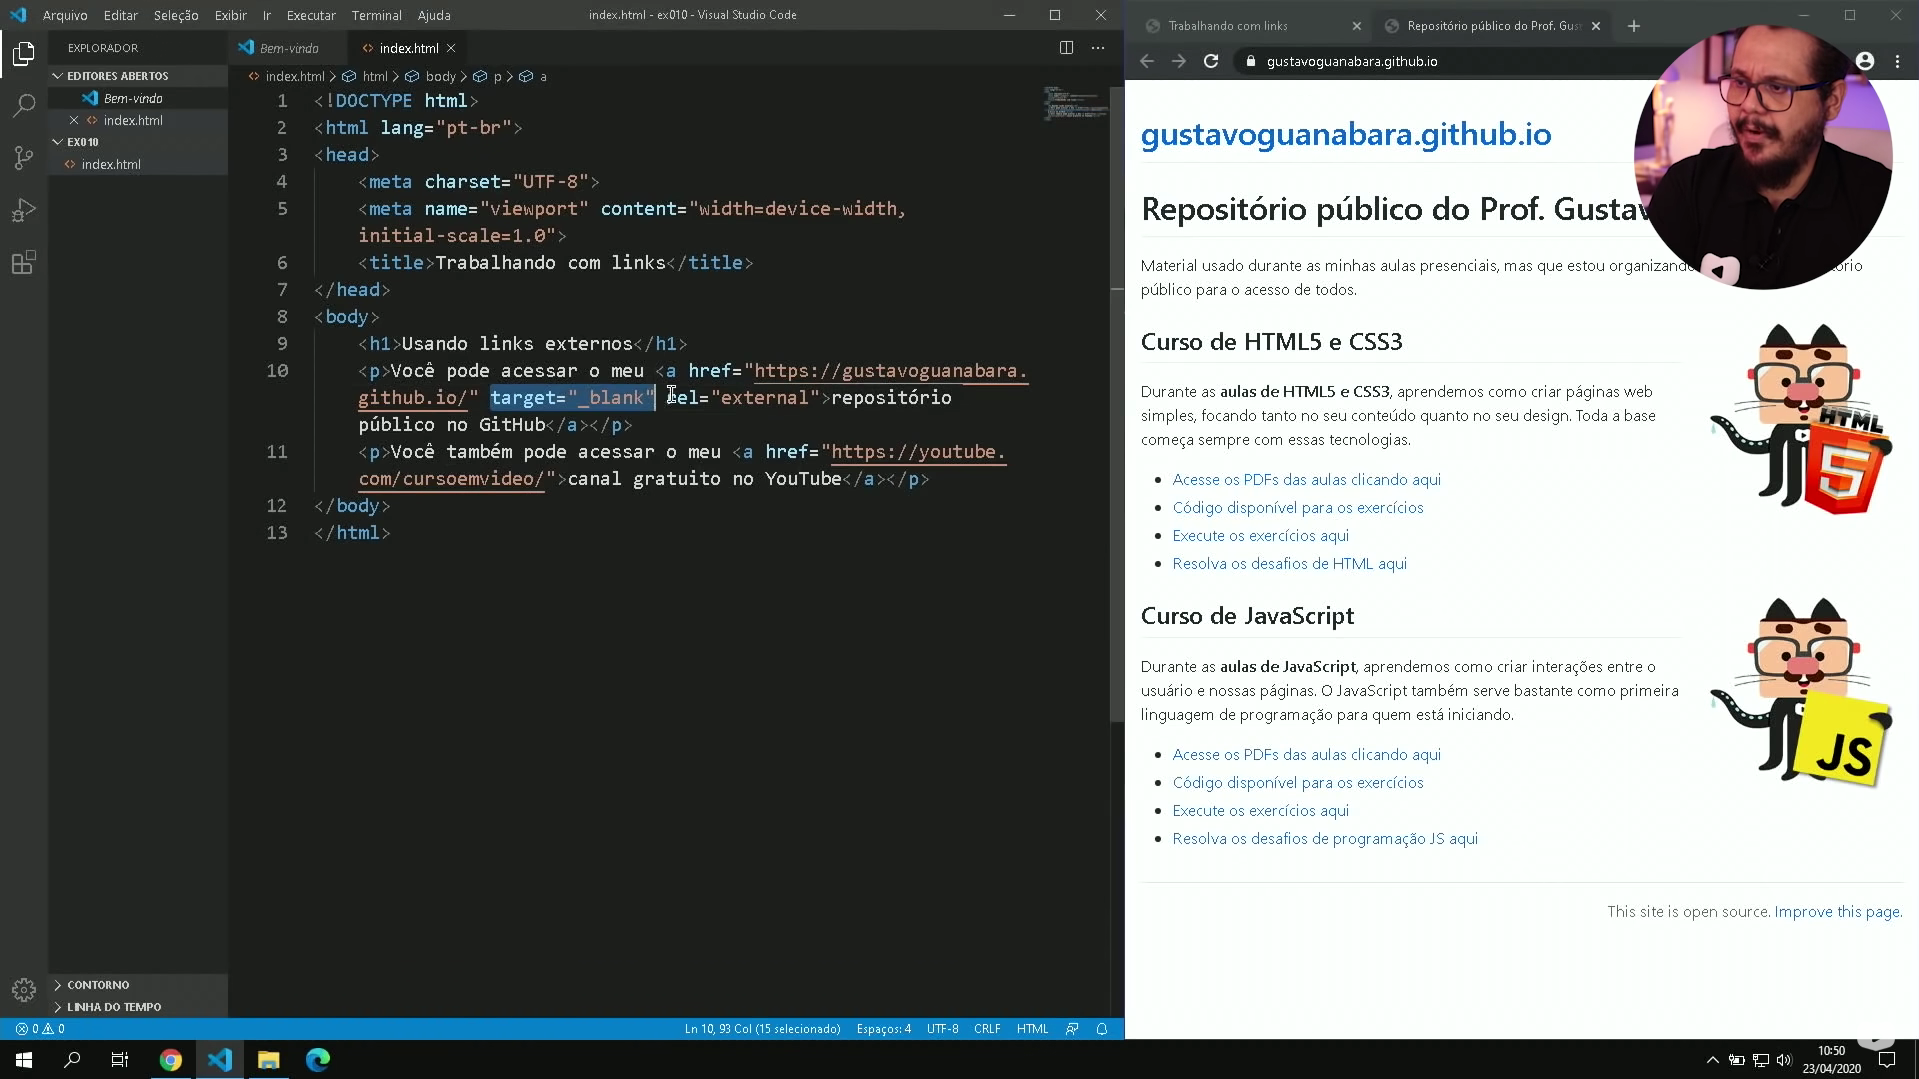 Arquivo Editar Seleção Exibir Ir Executar Terminal Ajuda
index.html - ex010 - Visual Studio Code
EXPLORADOR
EDITORES ABERTOS
Bem-vindo
index.html
EX010
index.html
CONTORNO
LINHA DO TEMPO
Bem-vindo
index.html
index.html > html > body > p > a
1 <!DOCTYPE html>
2 <html lang="pt-br">
3 <head>
4 <meta charset="UTF-8">
5 <meta name="viewport" content="width=device-width,
initial-scale=1.0">
6 <title>Trabalhando com links</title>
7 </head>
8 <body>
9 <h1>Usando links externos</h1>
10 <p>Você pode acessar o meu <a href="https://gustavoguanabara.
github.io/" target="_blank" rel="external">repositório
público no GitHub</a></p>
11 <p>Você também pode acessar o meu <a href="https://youtube.
com/cursoemvideo/">canal gratuito no YouTube</a></p>
12 </body>
13 </html>
0 0
Ln 10, 93 Col (15 selecionado) Espaços: 4 UTF-8 CRLF HTML
Trabalhando com links
Repositório público do Prof. Gus
gustavoguanabara.github.io
gustavoguanabara.github.io
Repositório público do Prof. Gustav
Material usado durante as minhas aulas presenciais, mas que estou organizando
público para o acesso de todos.
Curso de HTML5 e CSS3
Durante as aulas de HTML5 e CSS3, aprendemos como criar páginas web
simples, focando tanto no seu conteúdo quanto no seu design. Toda a base
começa sempre com essas tecnologias.
Acesse os PDFs das aulas clicando aqui
Código disponível para os exercícios
Execute os exercícios aqui
Resolva os desafios de HTML aqui
HTML
5
Curso de JavaScript
Durante as aulas de JavaScript, aprendemos como criar interações entre o
usuário e nossas páginas. O JavaScript também serve bastante como primeira
linguagem de programação para quem está iniciando.
Acesse os PDFs das aulas clicando aqui
Código disponível para os exercícios
Execute os exercícios aqui
Resolva os desafios de programação JS aqui
JS
This site is open source. Improve this page.
10:50
23/04/2020